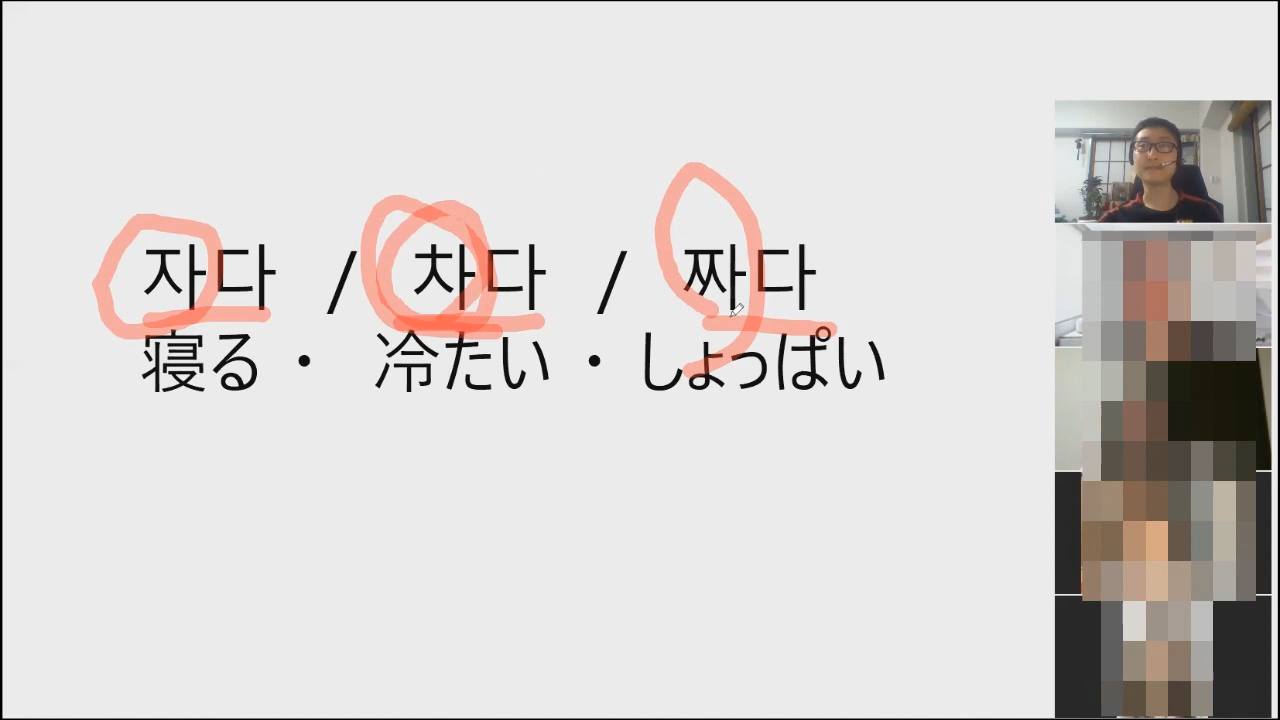 자다 / 차다 / 짜다
寝る ・ 冷たい ・ しょっぱい